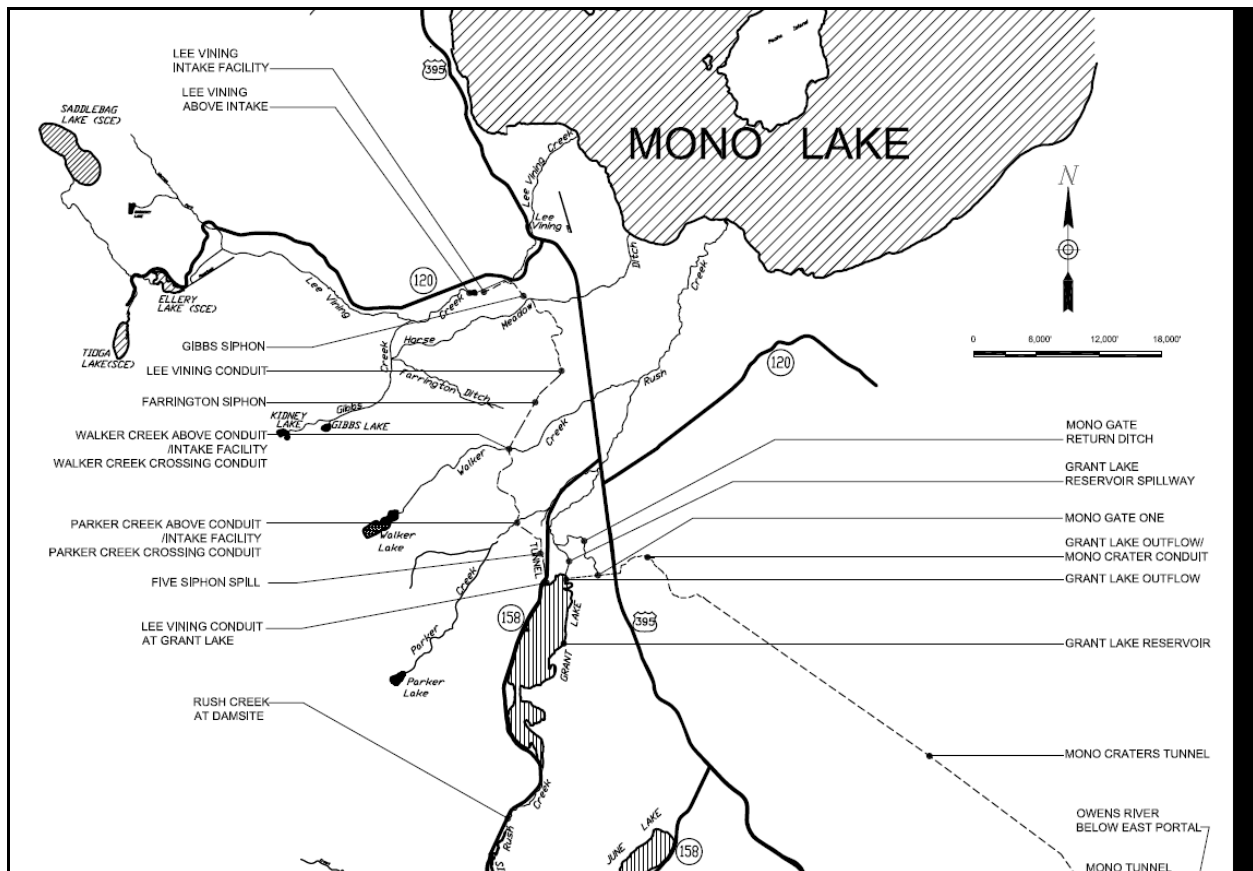 LEE VINING
INTAKE FACILITY
LEE VINING
ABOVE INTAKE
SADDLEBAG
LAKE (SCE)
395
MONO LAKE
N
Lee Vining Creek
Lee
Vining
Ditch
Creek
120
ELLERY
LAKE (SCE)
Lee Vining
Creek
TIOGA
LAKE(SCE)
0 6,000' 12,000' 18,000'
GIBBS SIPHON
Horse
Meadow
Creek
LEE VINING CONDUIT
120
Farrington Ditch
Rush
FARRINGTON SIPHON
KIDNEY
LAKE
Gibbs
GIBBS LAKE
WALKER CREEK ABOVE CONDUIT
/INTAKE FACILITY
WALKER CREEK CROSSING CONDUIT
Walker
Creek
MONO GATE
RETURN DITCH
GRANT LAKE
RESERVOIR SPILLWAY
PARKER CREEK ABOVE CONDUIT
/INTAKE FACILITY
PARKER CREEK CROSSING CONDUIT
Walker
Lake
MONO GATE ONE
TUNNEL
GRANT LAKE OUTFLOW/
MONO CRATER CONDUIT
FIVE SIPHON SPILL
Creek
GRANT LAKE OUTFLOW
LEE VINING CONDUIT
AT GRANT LAKE
158
395
Parker
GRANT LAKE
GRANT LAKE RESERVOIR
Parker
Lake
RUSH CREEK
AT DAMSITE
MONO CRATERS TUNNEL
Creek
Rush
JUNE LAKE
158
OWENS RIVER
BELOW EAST PORTAL
MONO TUNNEL